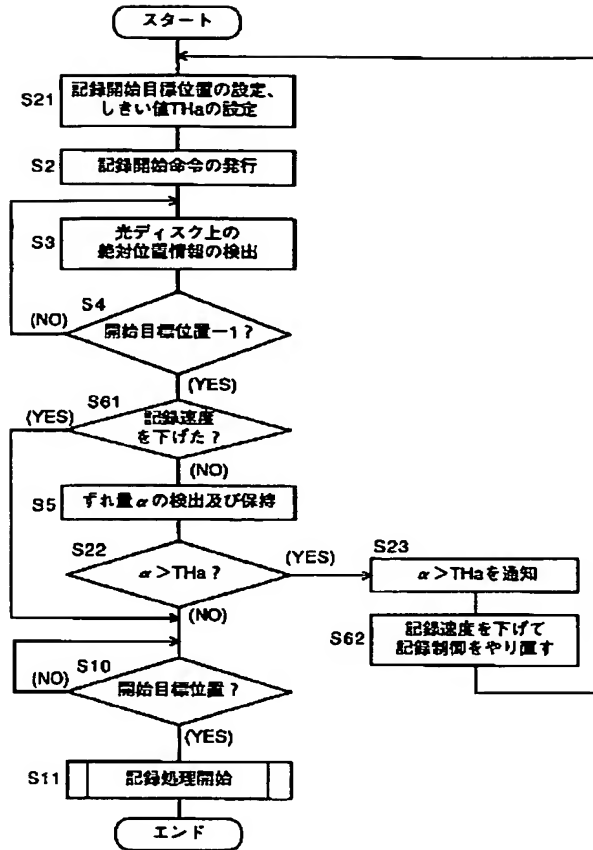 スタート
S21
記録開始目標位置の設定、
しきい値THaの設定
S2
記録開始命令の発行
S3
光ディスク上の
絶対位置情報の検出
S4
(NO)
開始目標位置ー1？
(YES)
S61
(YES)
記録速度
を下げた？
(NO)
S5
ずれ量αの検出及び保持
S22
α＞THa？
(YES)
S23
α＞THaを通知
(NO)
S62
記録速度を下げて
記録制御をやり直す
S10
(NO)
開始目標位置？
(YES)
S11
記録処理開始
エンド